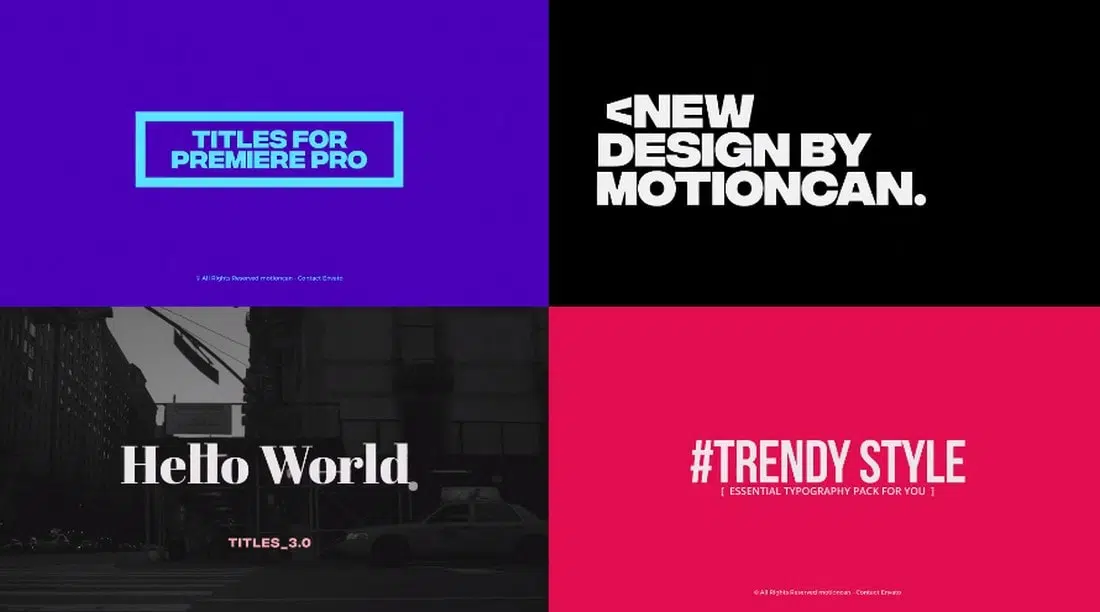 TITLES FOR
PREMIERE PRO
© All Rights Reserved motioncan - Contact Envato
<NEW
DESIGN BY
MOTIONCAN.
Hello World
TITLES_3.0
#TRENDY STYLE
[ ESSENTIAL TYPOGRAPHY PACK FOR YOU ]
© All Rights Reserved motioncan - Contact Envato